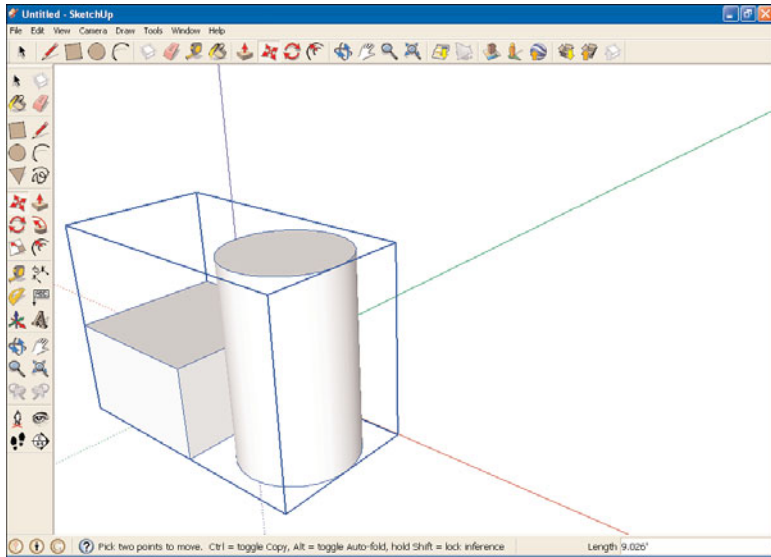 Untitled - SketchUp
File Edit View Camera Draw Tools Window Help
Pick two points to move. Ctrl = toggle Copy, Alt = toggle Auto-fold, hold Shift = lock inference
Length 9.026'